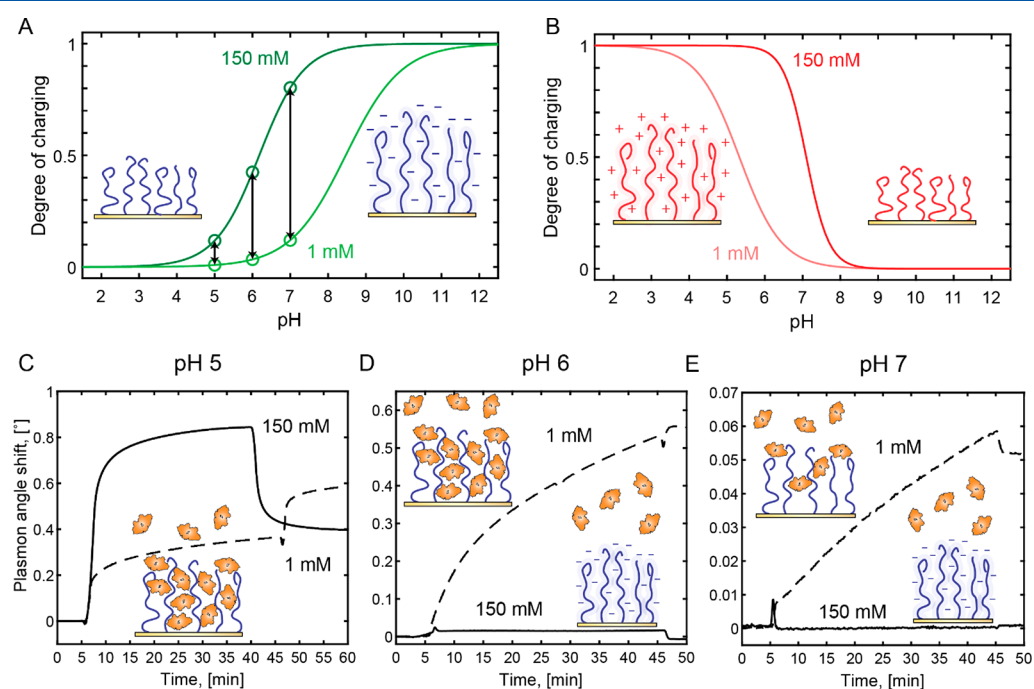 A
B
1
0.5
0
Degree of charging
150 mM
1 mM
2 3 4 5 6 7 8 9 10 11 12
pH
1
0.5
0
Degree of charging
150 mM
1 mM
2 3 4 5 6 7 8 9 10 11 12
pH
C
pH 5
D
pH 6
E
pH 7
1
0.8
0.6
0.4
0.2
0
Plasmon angle shift, [°]
150 mM
1 mM
0 5 10 15 20 25 30 35 40 45 50 55 60
Time, [min]
0.6
0.5
0.4
0.3
0.2
0.1
0
1 mM
150 mM
0 5 10 15 20 25 30 35 40 45 50
Time, [min]
0.07
0.06
0.05
0.04
0.03
0.02
0.01
0
1 mM
150 mM
0 5 10 15 20 25 30 35 40 45 50
Time, [min]